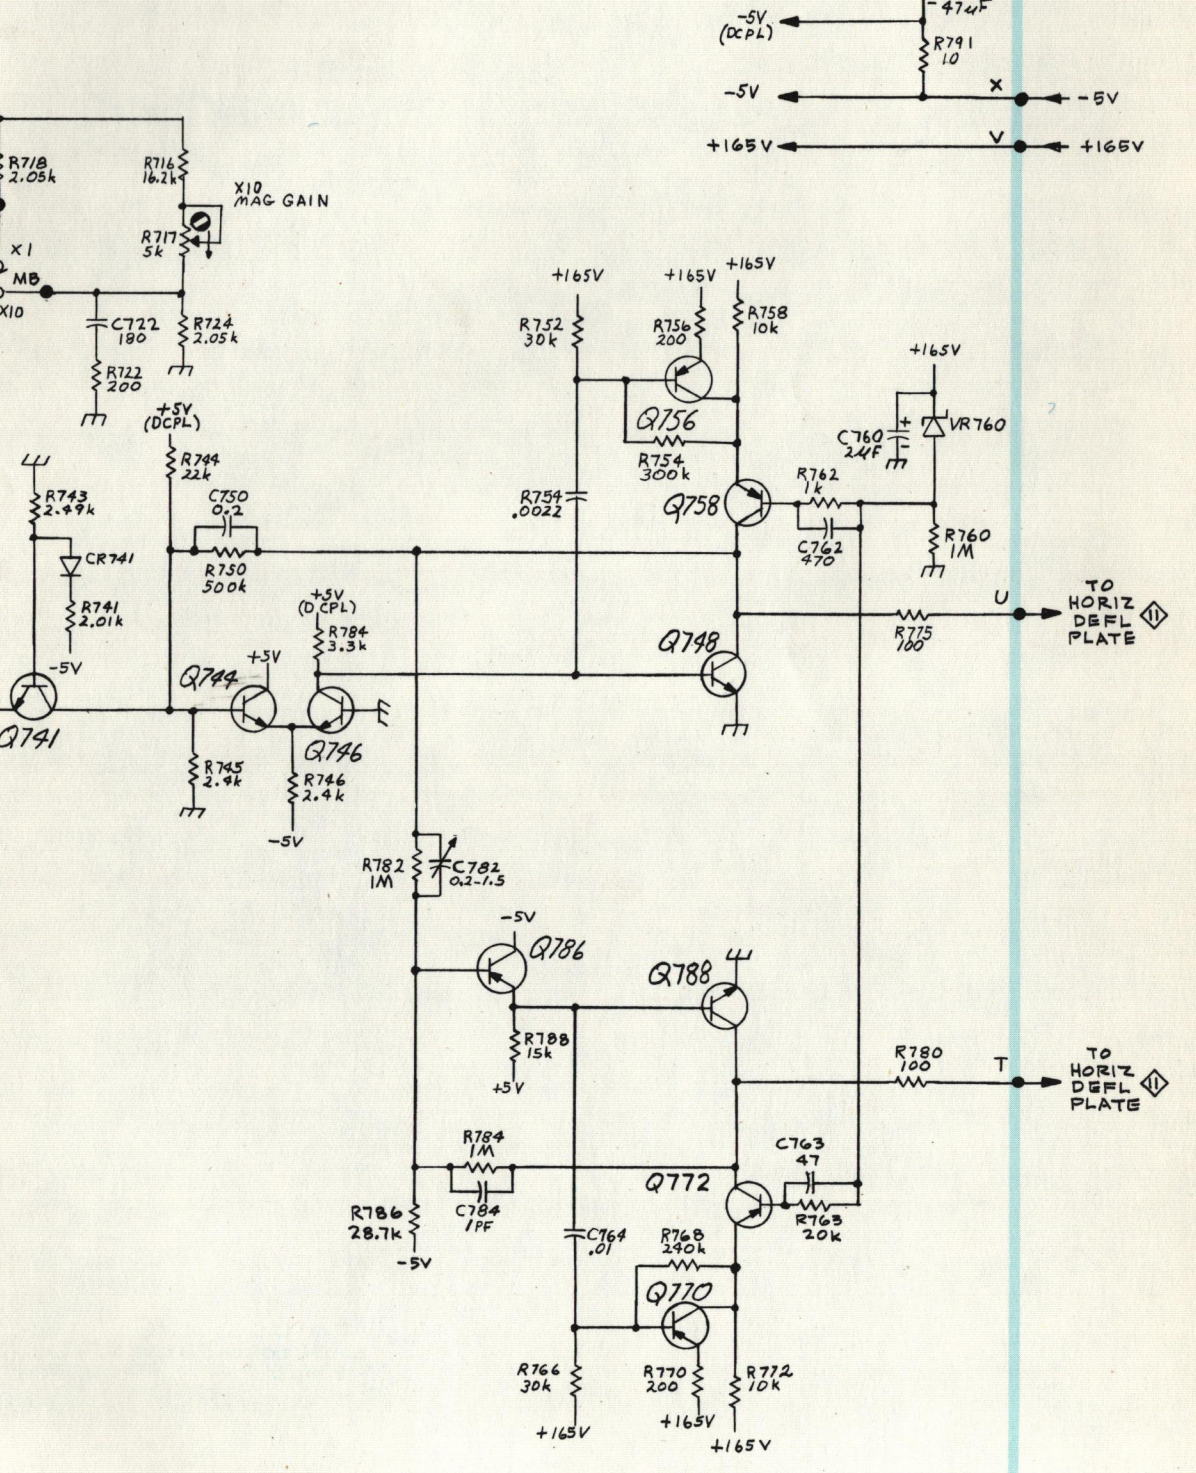 -47µF
-5V
(DCPL)
R791
10
-5V
X
-5V
+165V
V
+165V
R718
2.05k
R716
16.2k
X10
MAG GAIN
R717
5k
X1
MB
X10
C722
180
R724
2.05k
R722
200
+5V
(DCPL)
R744
22k
R743
2.49k
C750
0.2
R750
500k
CR741
R741
2.01k
-5V
+5V
(DCPL)
R784
3.3k
Q744
+5V
Q741
Q746
R745
2.4k
R746
2.4k
-5V
+165V
+165V
+165V
R752
30k
R756
200
R758
10k
+165V
Q756
R754
300k
C760
2µF
+
-
VR760
R754
.0022
Q758
R762
1k
C762
470
R760
1M
U
TO
HORIZ
DEFL
PLATE
11
R775
100
Q748
R782
1M
C782
0.2-1.5
-5V
Q786
Q788
R788
15k
+5V
R780
100
T
TO
HORIZ
DEFL
PLATE
11
R784
1M
C784
1PF
Q772
C763
47
R763
20k
R786
28.7k
-5V
C764
.01
R768
240k
Q770
R766
30k
+165V
R770
200
+165V
R772
10k
+165V